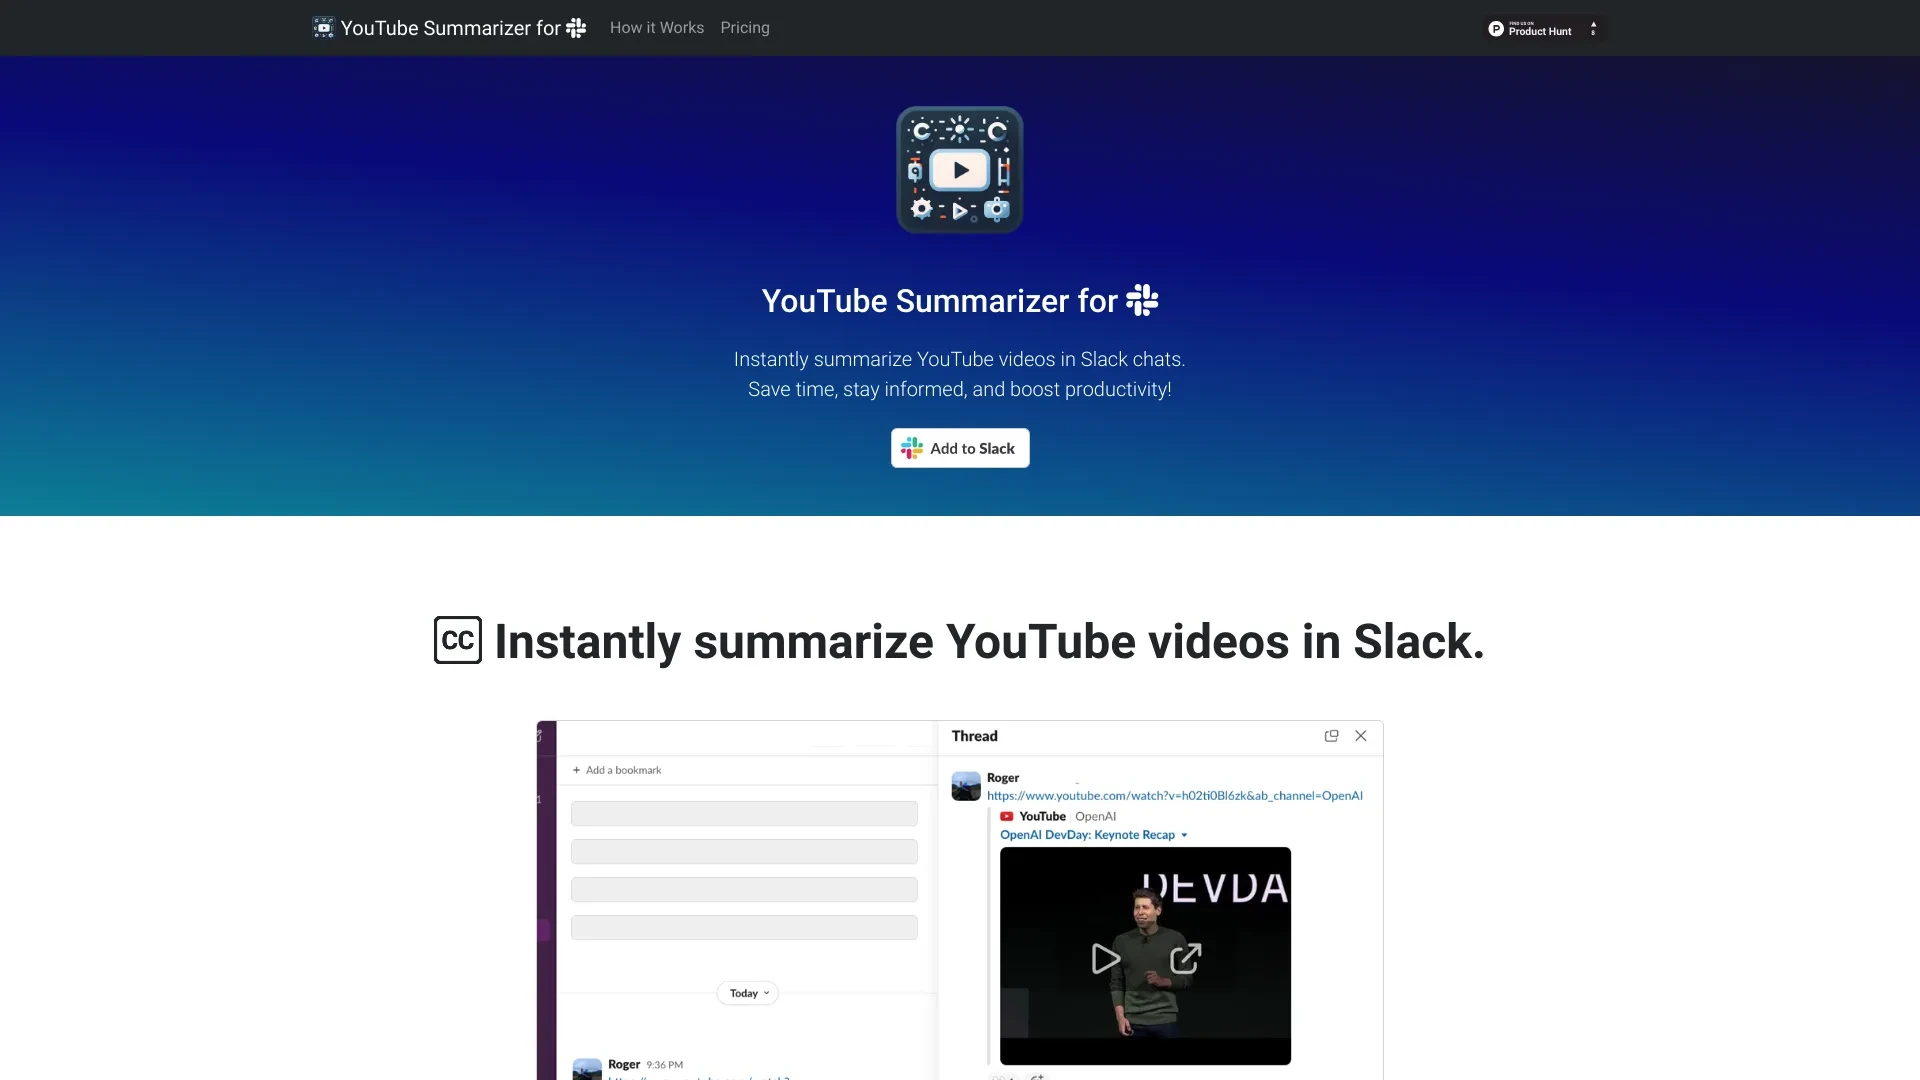 YouTube Summarizer for
How it Works
Pricing
FIND US ON
Product Hunt
8
YouTube Summarizer for
Instantly summarize YouTube videos in Slack chats.
Save time, stay informed, and boost productivity!
Add to Slack
CC Instantly summarize YouTube videos in Slack.
+ Add a bookmark
1
Today
Roger 9:36 PM
Thread
Roger
https://www.youtube.com/watch?v=h02ti0Bl6zk&ab_channel=OpenAI
YouTube OpenAI
OpenAI DevDay: Keynote Recap
DEVDA